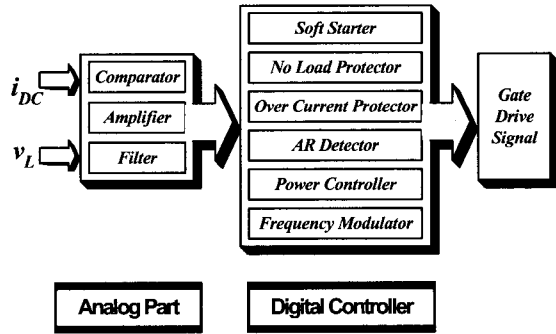 i_DC
v_L
Comparator
Amplifier
Filter
Soft Starter
No Load Protector
Over Current Protector
AR Detector
Power Controller
Frequency Modulator
Gate
Drive
Signal
Analog Part
Digital Controller